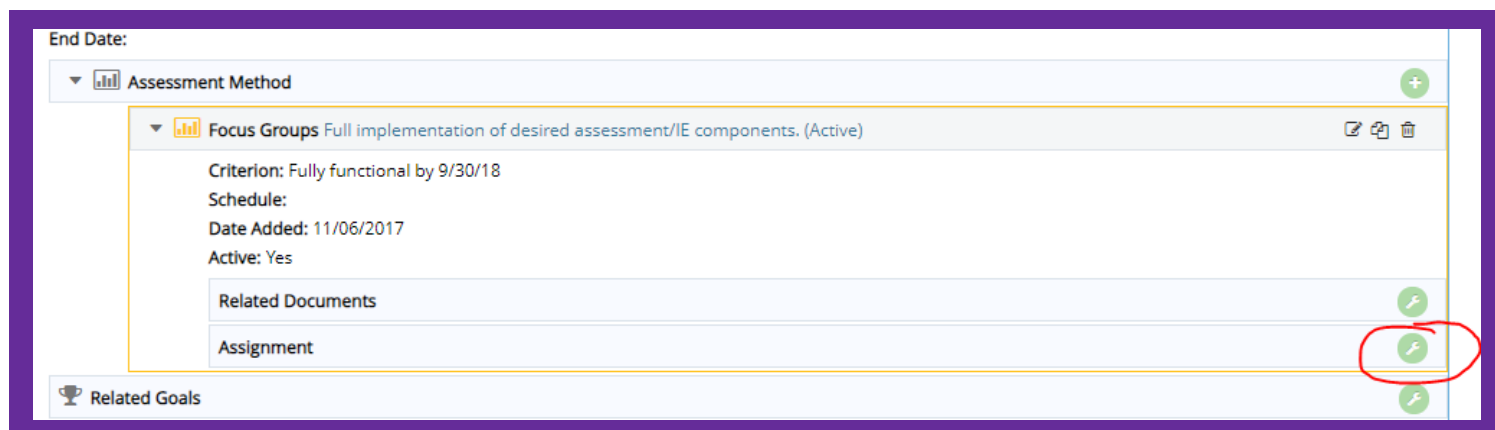 End Date:
Assessment Method
Focus Groups Full implementation of desired assessment/IE components. (Active)
Criterion: Fully functional by 9/30/18
Schedule:
Date Added: 11/06/2017
Active: Yes
Related Documents
Assignment
Related Goals